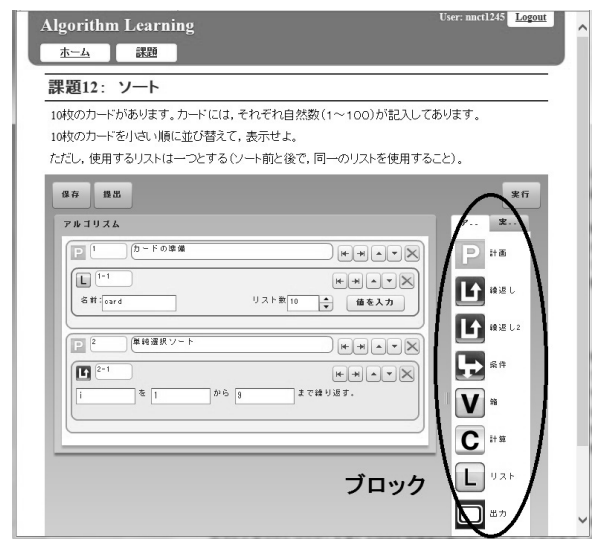 Algorithm Learning
User: nnct1245 Logout
ホーム 課題
課題12: ソート
10枚のカードがあります。カードには、それぞれ自然数(1～100)が記入してあります。
10枚のカードを小さい順に並び替えて、表示せよ。
ただし、使用するリストは一つとする(ソート前と後で、同一のリストを使用すること)。
保存 提出 実行
アルゴリズム
ア.. 実..
P 1 カードの準備
L 1-1
名前: card リスト数 10 値を入力
P 2 単純選択ソート
2-1
i を 1 から 9 まで繰り返す。
P 計画
繰返し
繰返し2
条件
V 箱
C 計算
L リスト
出力
ブロック